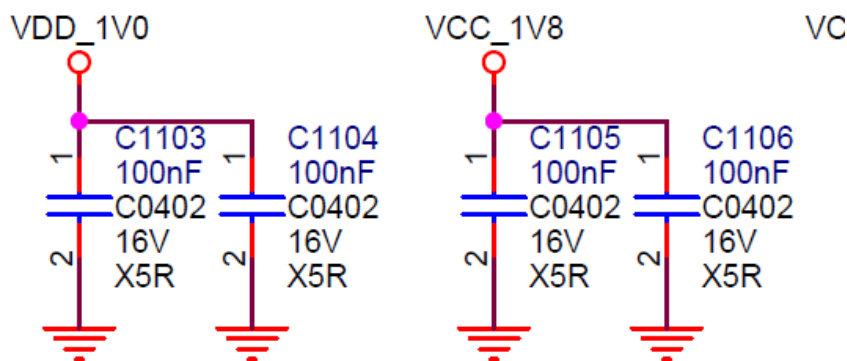 VDD_1V0
VCC_1V8
VC
C1103
100nF
C0402
16V
X5R
1
2
C1104
100nF
C0402
16V
X5R
1
2
C1105
100nF
C0402
16V
X5R
1
2
C1106
100nF
C0402
16V
X5R
1
2